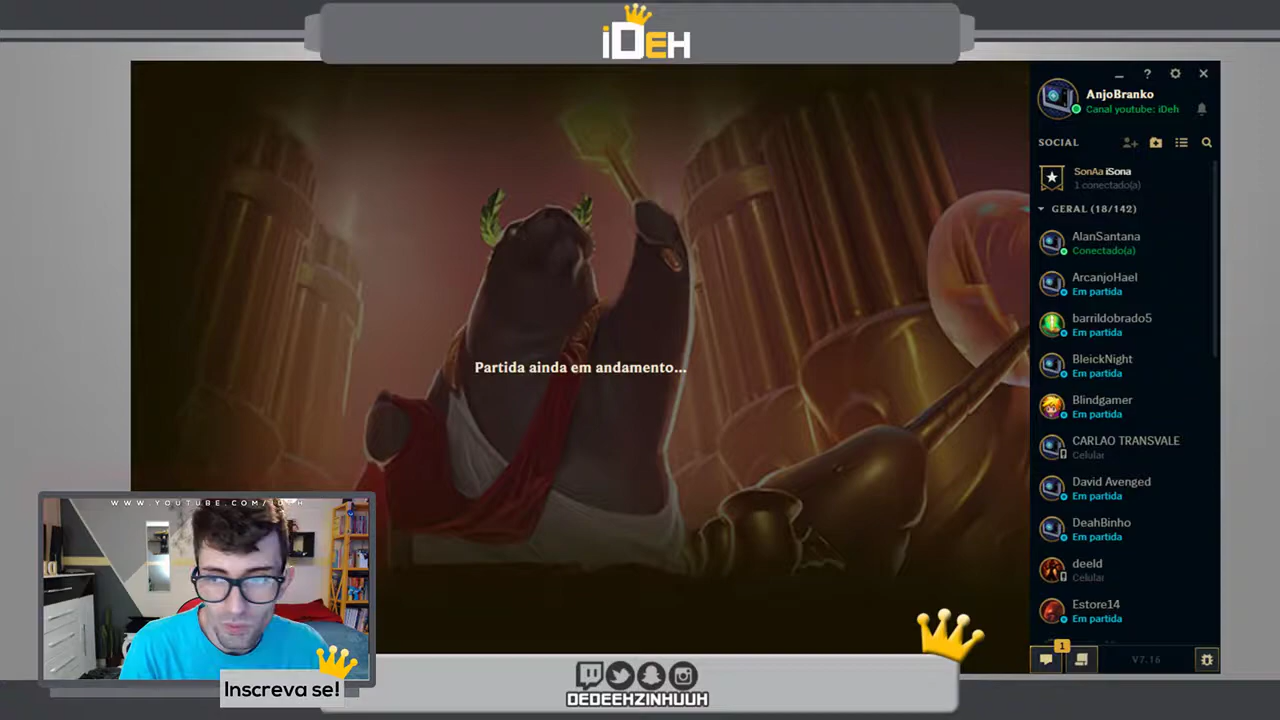 iDEH
AnjoBranko
Canal youtube: iDeh
SOCIAL
SonAa iSona
1 conectado(a)
GERAL (18/142)
AlanSantana
Conectado(a)
ArcanjoHael
Em partida
barrildobrado5
Em partida
BleickNight
Em partida
Blindgamer
Em partida
CARLAO TRANSVALE
Celular
David Avenged
Em partida
DeahBinho
Em partida
deeld
Celular
Estore14
Em partida
1
V7.16
Partida ainda em andamento...
Inscreva se!
DEDEEHZINHUUH